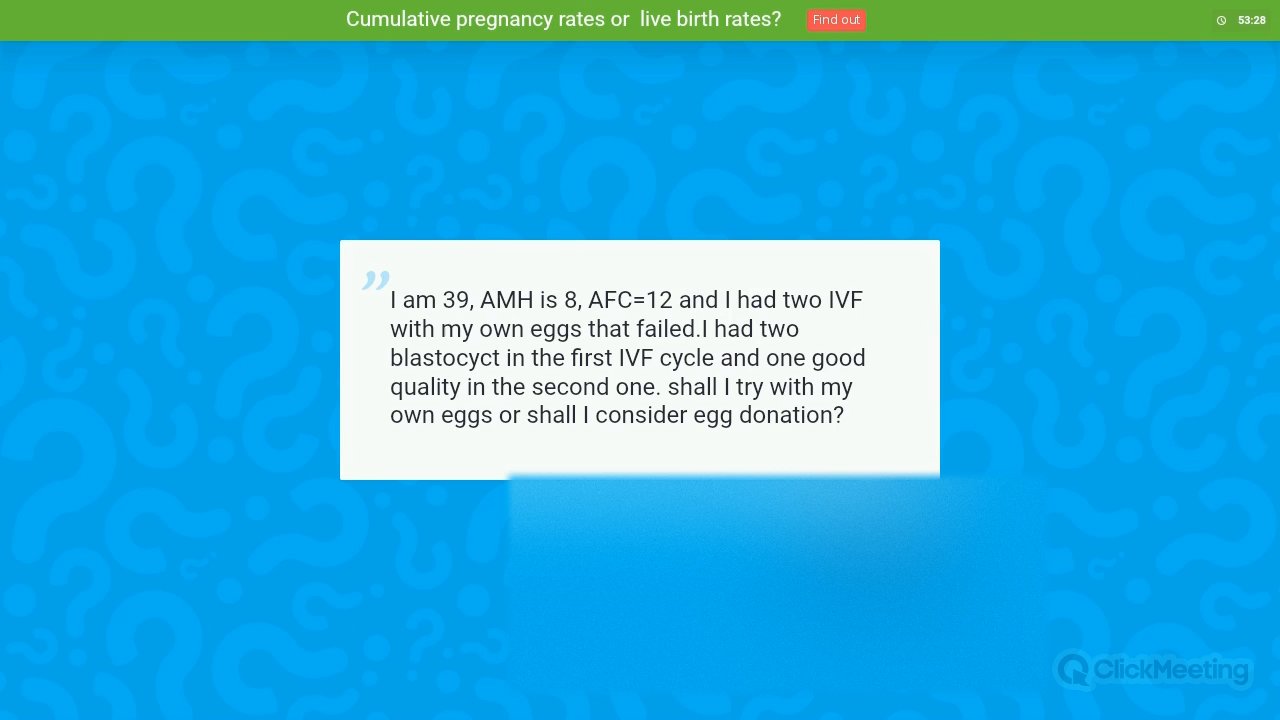 Cumulative pregnancy rates or  live birth rates?
Find out
53:28
I am 39, AMH is 8, AFC=12 and I had two IVF
with my own eggs that failed.I had two
blastocyct in the first IVF cycle and one good
quality in the second one. shall I try with my
own eggs or shall I consider egg donation?
ClickMeeting